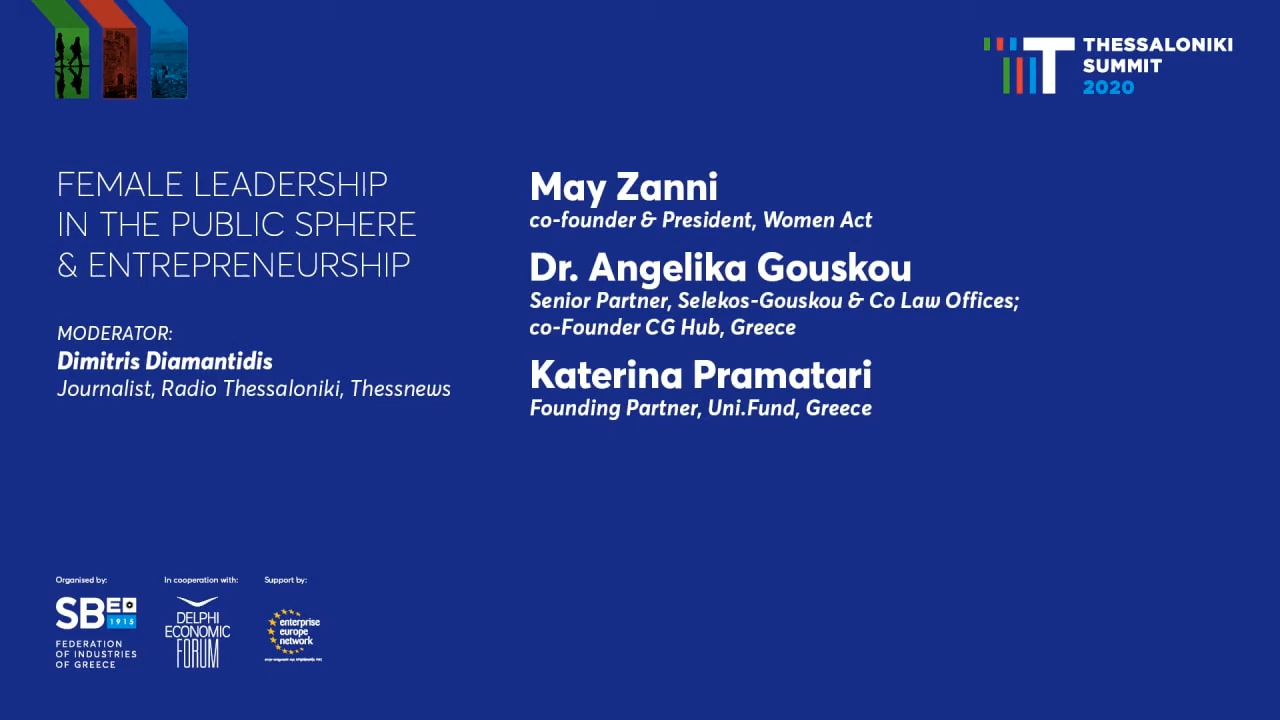 THESSALONIKI
SUMMIT
2020
FEMALE LEADERSHIP
IN THE PUBLIC SPHERE
& ENTREPRENEURSHIP
MODERATOR:
Dimitris Diamantidis
Journalist, Radio Thessaloniki, Thessnews
May Zanni
co-founder & President, Women Act
Dr. Angelika Gouskou
Senior Partner, Selekos-Gouskou & Co Law Offices;
co-Founder CG Hub, Greece
Katerina Pramatari
Founding Partner, Uni.Fund, Greece
Organised by:
SBE
1915
FEDERATION
OF INDUSTRIES
OF GREECE
In cooperation with:
DELPHI
ECONOMIC
FORUM
Support by:
enterprise
europe
network